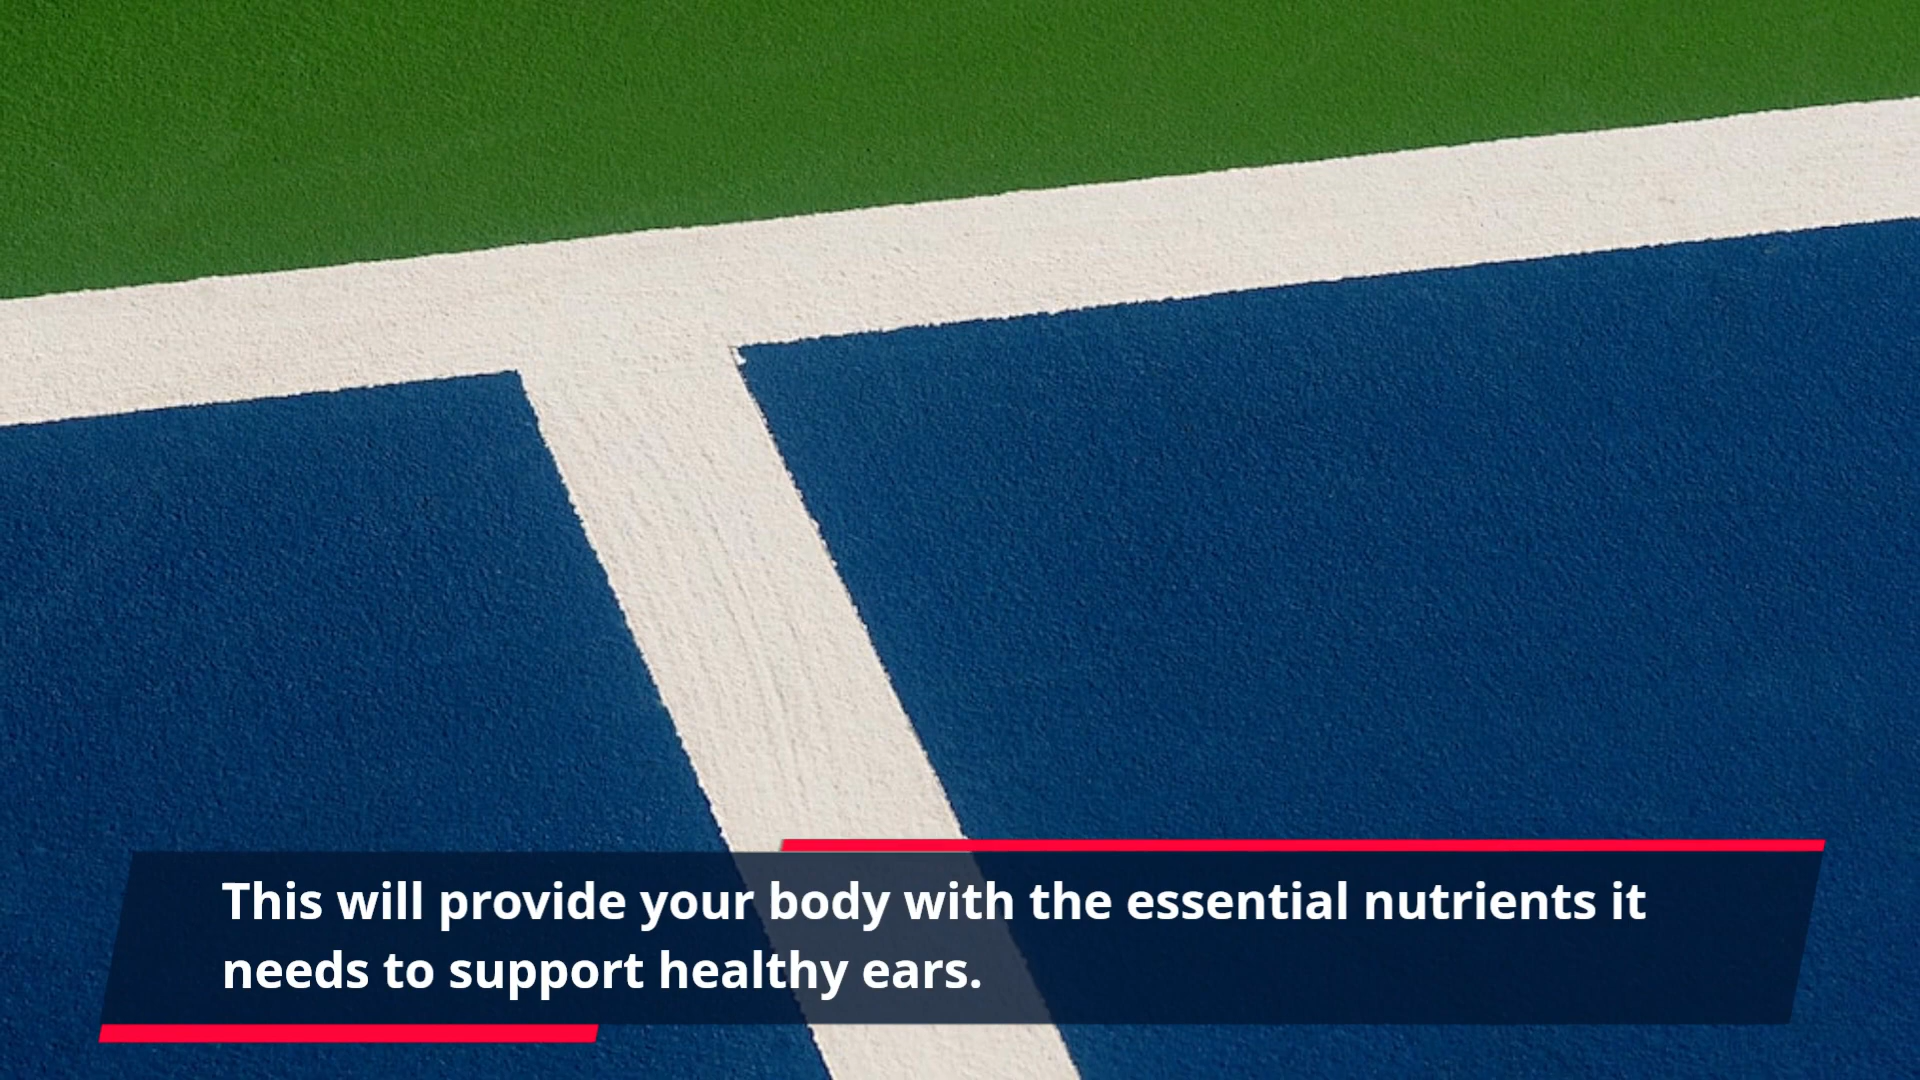 This will provide your body with the essential nutrients it
needs to support healthy ears.